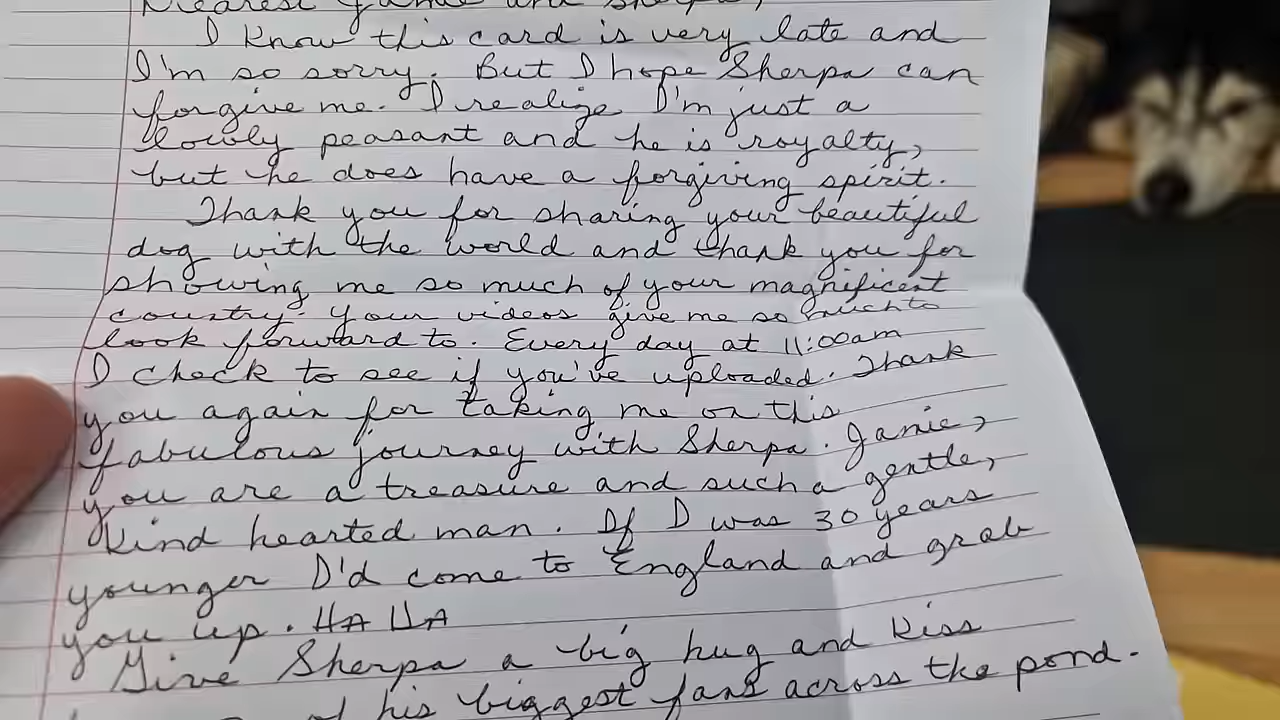 Dearest Jamie and Sherpa,
I know this card is very late and
I'm so sorry. But I hope Sherpa can
forgive me. I realize I'm just a
lowly peasant and he is royalty,
but he does have a forgiving spirit.
Thank you for sharing your beautiful
dog with the world and thank you for
showing me so much of your magnificent
country. Your videos give me so much to
look forward to. Every day at 11:00am
I check to see if you've uploaded. Thank
you again for taking me on this
fabulous journey with Sherpa. Jamie,
you are a treasure and such a gentle,
kind hearted man. If I was 30 years
younger I'd come to England and grab
you up. HA HA
Give Sherpa a big hug and kiss
of his biggest fans across the pond.